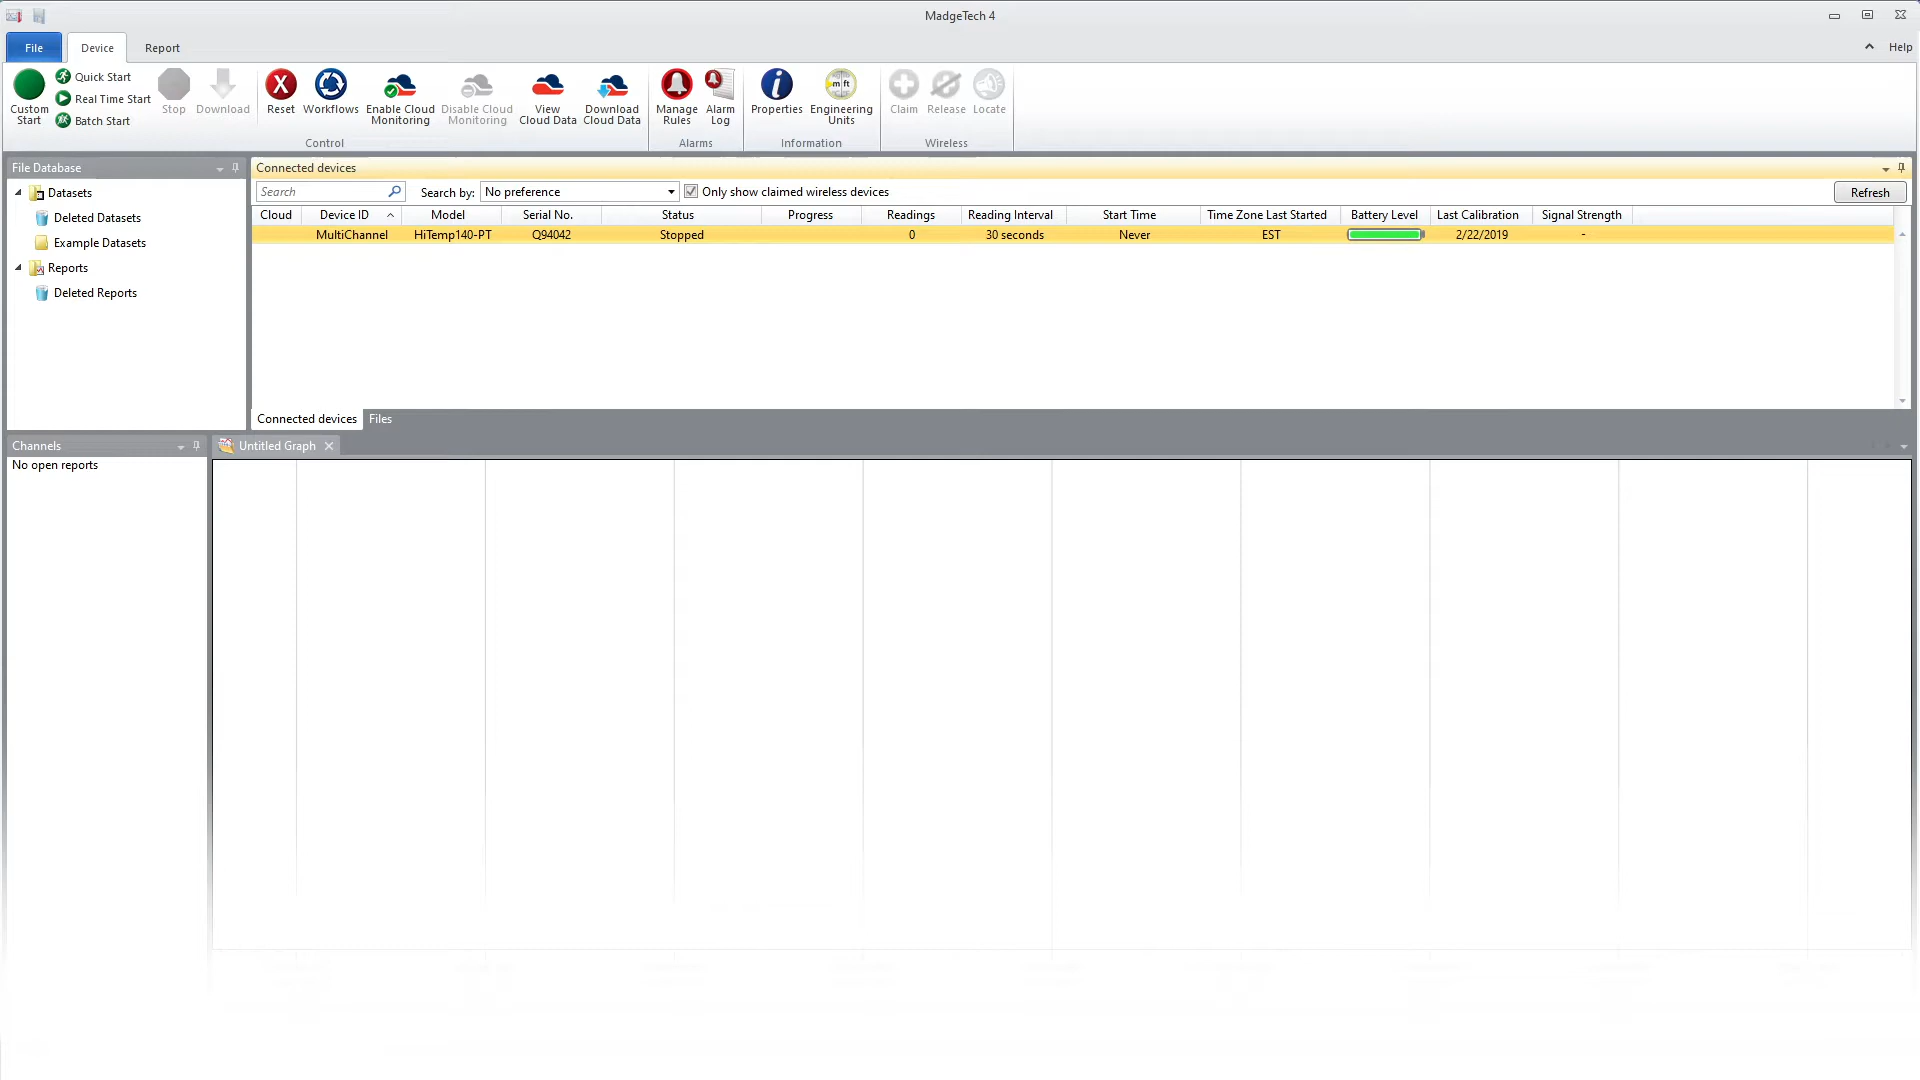 MadgeTech 4
File Device Report Help
Custom Start
Quick Start
Real Time Start
Batch Start
Stop
Download
Reset
Workflows
Enable Cloud Monitoring
Disable Cloud Monitoring
View Cloud Data
Download Cloud Data
Control
Manage Rules
Alarm Log
Alarms
Properties
Engineering Units
m ft
Information
Claim
Release
Locate
Wireless
File Database
Datasets
Deleted Datasets
Example Datasets
Reports
Deleted Reports
Connected devices
Search Search by: No preference Only show claimed wireless devices Refresh
Cloud Device ID Model Serial No. Status Progress Readings Reading Interval Start Time Time Zone Last Started Battery Level Last Calibration Signal Strength
MultiChannel HiTemp140-PT Q94042 Stopped 0 30 seconds Never EST 2/22/2019 -
Connected devices Files
Channels
No open reports
Untitled Graph